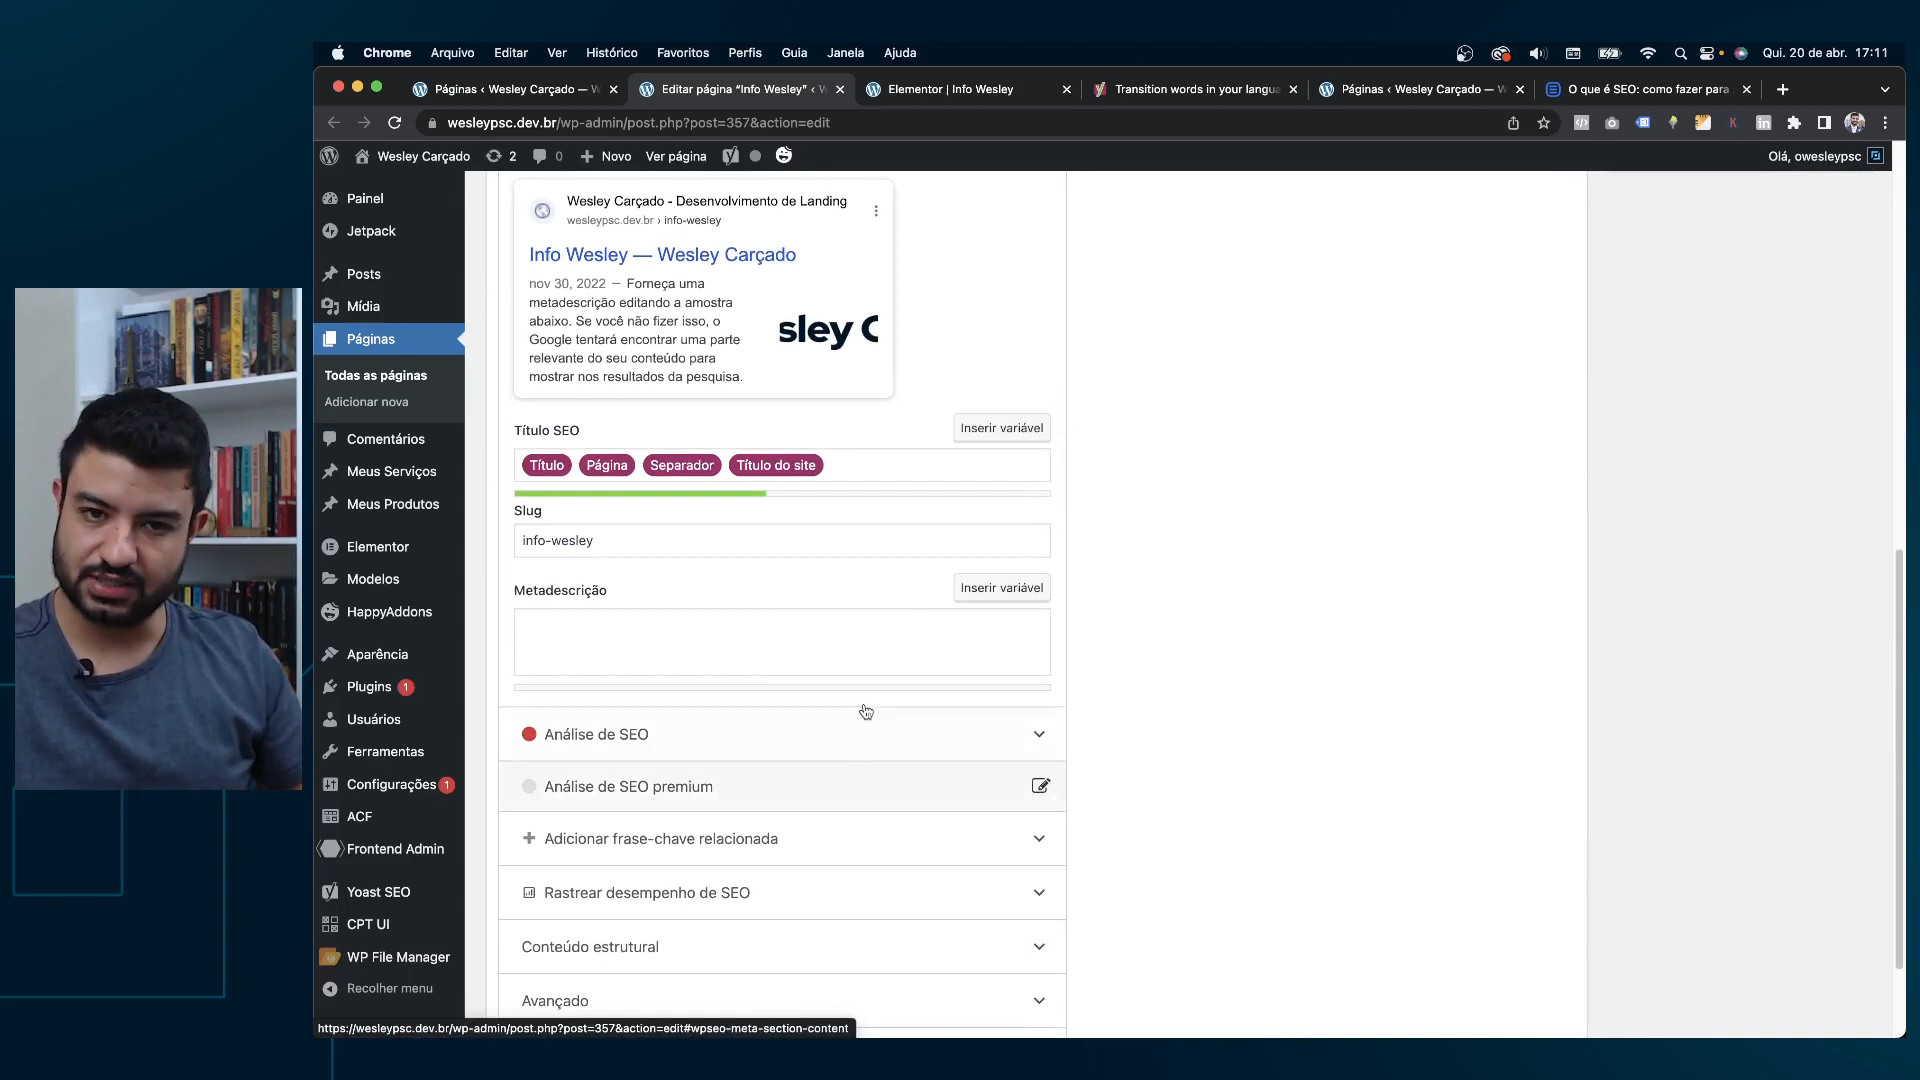 Chrome Arquivo Editar Ver Histórico Favoritos Perfis Guia Janela Ajuda Qui. 20 de abr. 17:11
Páginas ‹ Wesley Carçado — W Editar página “Info Wesley” ‹ W Elementor | Info Wesley Transition words in your langua Páginas ‹ Wesley Carçado — W O que é SEO: como fazer para
wesleypsc.dev.br/wp-admin/post.php?post=357&action=edit
Wesley Carçado 2 0 Novo Ver página Olá, owesleypsc
Painel
Jetpack
Posts
Mídia
Páginas
Todas as páginas
Adicionar nova
Comentários
Meus Serviços
Meus Produtos
Elementor
Modelos
HappyAddons
Aparência
Plugins 1
Usuários
Ferramentas
Configurações 1
ACF
Frontend Admin
Yoast SEO
CPT UI
WP File Manager
Recolher menu
Wesley Carçado - Desenvolvimento de Landing
wesleypsc.dev.br › info-wesley
Info Wesley — Wesley Carçado
nov 30, 2022 — Forneça uma
metadescrição editando a amostra
abaixo. Se você não fizer isso, o
Google tentará encontrar uma parte
relevante do seu conteúdo para
mostrar nos resultados da pesquisa.
sley C
Título SEO Inserir variável
Título Página Separador Título do site
Slug
info-wesley
Metadescrição Inserir variável
Análise de SEO
Análise de SEO premium
Adicionar frase-chave relacionada
Rastrear desempenho de SEO
Conteúdo estrutural
Avançado
https://wesleypsc.dev.br/wp-admin/post.php?post=357&action=edit#wpseo-meta-section-content